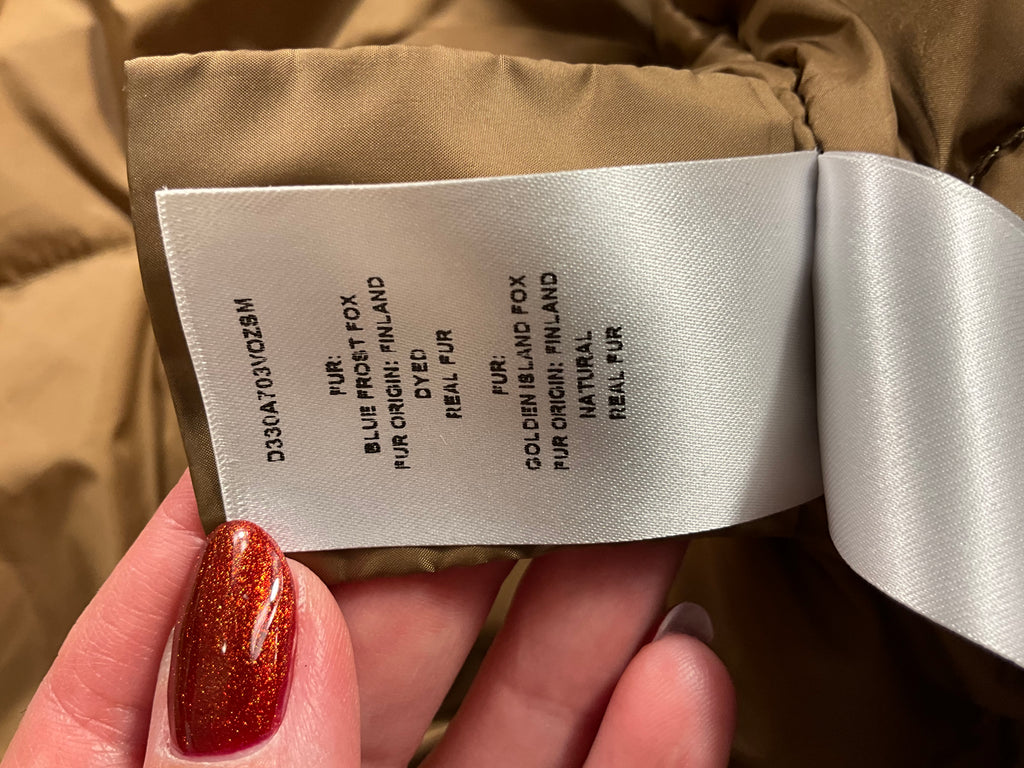 D330A703VOZSM
FUR:
BLUE FROST FOX
FUR ORIGIN: FINLAND
DYED
REAL FUR
FUR:
GOLDEN ISLAND FOX
FUR ORIGIN: FINLAND
NATURAL
REAL FUR